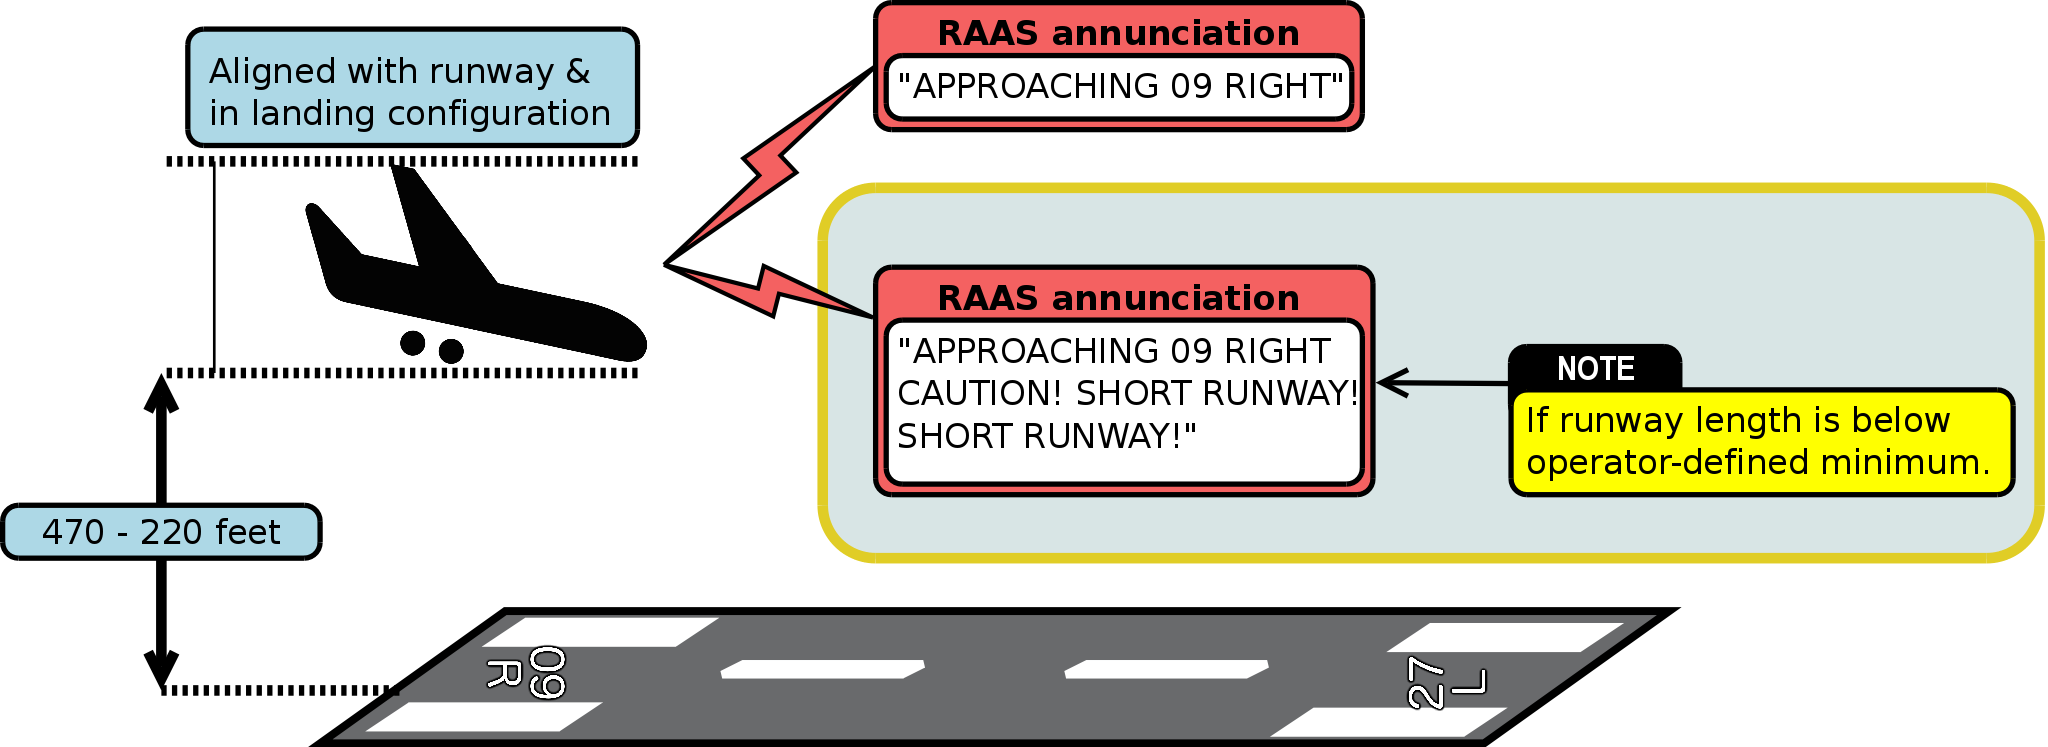 Aligned with runway &
in landing configuration
RAAS annunciation
"APPROACHING 09 RIGHT"
RAAS annunciation
"APPROACHING 09 RIGHT
CAUTION! SHORT RUNWAY!
SHORT RUNWAY!"
NOTE
If runway length is below
operator-defined minimum.
470 - 220 feet
09
R
27
L